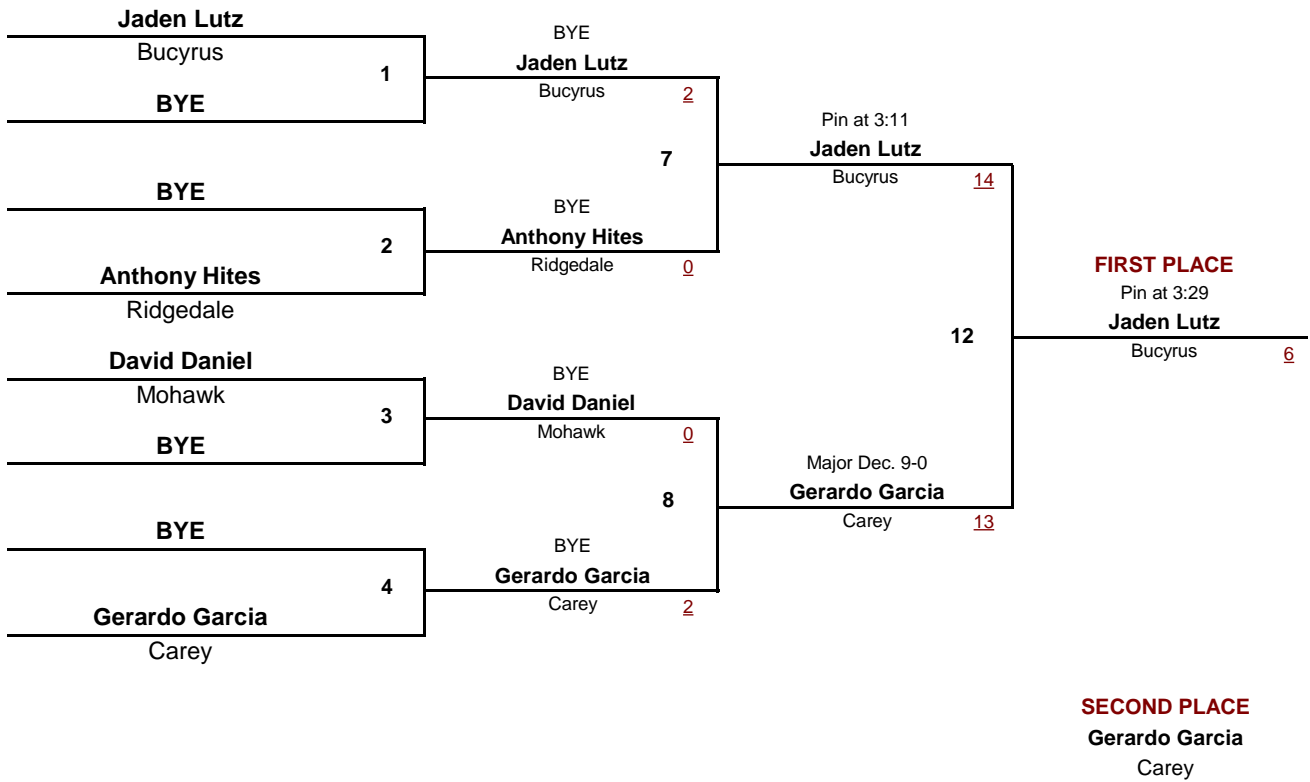 Jaden Lutz
Bucyrus
1
BYE
BYE
2
Anthony Hites
Ridgedale
David Daniel
Mohawk
3
BYE
BYE
4
Gerardo Garcia
Carey
BYE
Jaden Lutz
Bucyrus 2
7
BYE
Anthony Hites
Ridgedale 0
BYE
David Daniel
Mohawk 0
8
BYE
Gerardo Garcia
Carey 2
Pin at 3:11
Jaden Lutz
Bucyrus 14
12
Major Dec. 9-0
Gerardo Garcia
Carey 13
FIRST PLACE
Pin at 3:29
Jaden Lutz
Bucyrus 6
SECOND PLACE
Gerardo Garcia
Carey